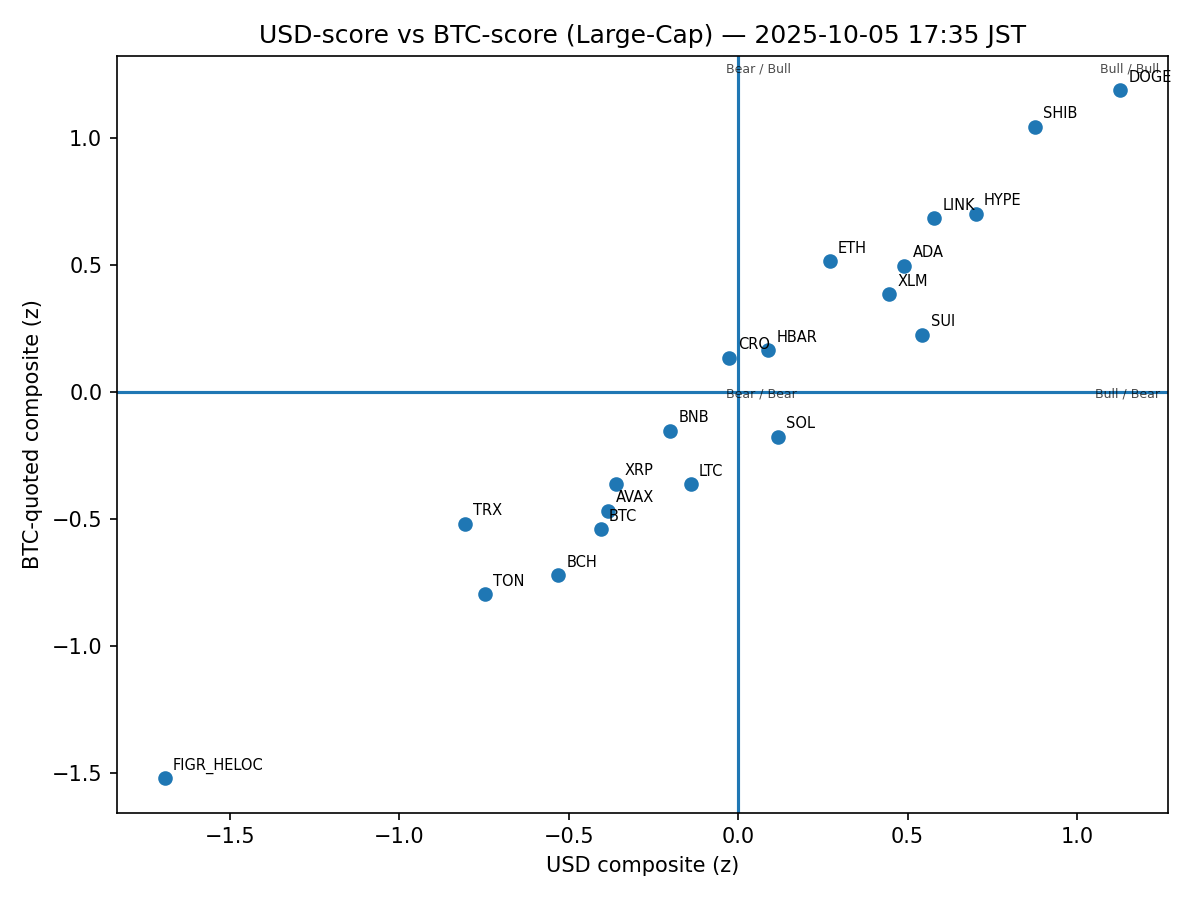 USD-score vs BTC-score (Large-Cap) — 2025-10-05 17:35 JST
Bear / Bull
Bull / Bull
DOGE
SHIB
1.0
HYPE
LINK
ETH
ADA
0.5
XLM
SUI
HBAR
CRO
0.0
Bear / Bear
Bull / Bear
BNB
SOL
XRP
LTC
AVAX
TRX
BTC
−0.5
BCH
TON
−1.0
FIGR_HELOC
−1.5
−1.5
−1.0
−0.5
0.0
0.5
1.0
USD composite (z)
BTC-quoted composite (z)